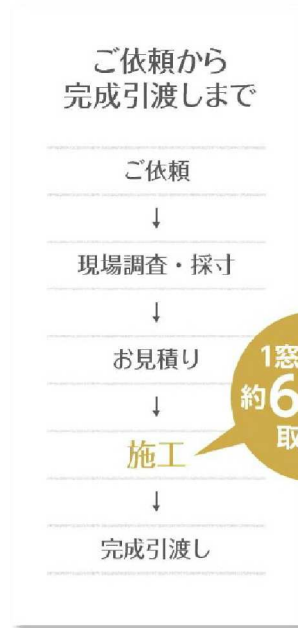 ご依頼から
完成引渡しまで
ご依頼
↓
現場調査・採寸
↓
お見積り
↓
施工
↓
完成引渡し
1窓
約6
取